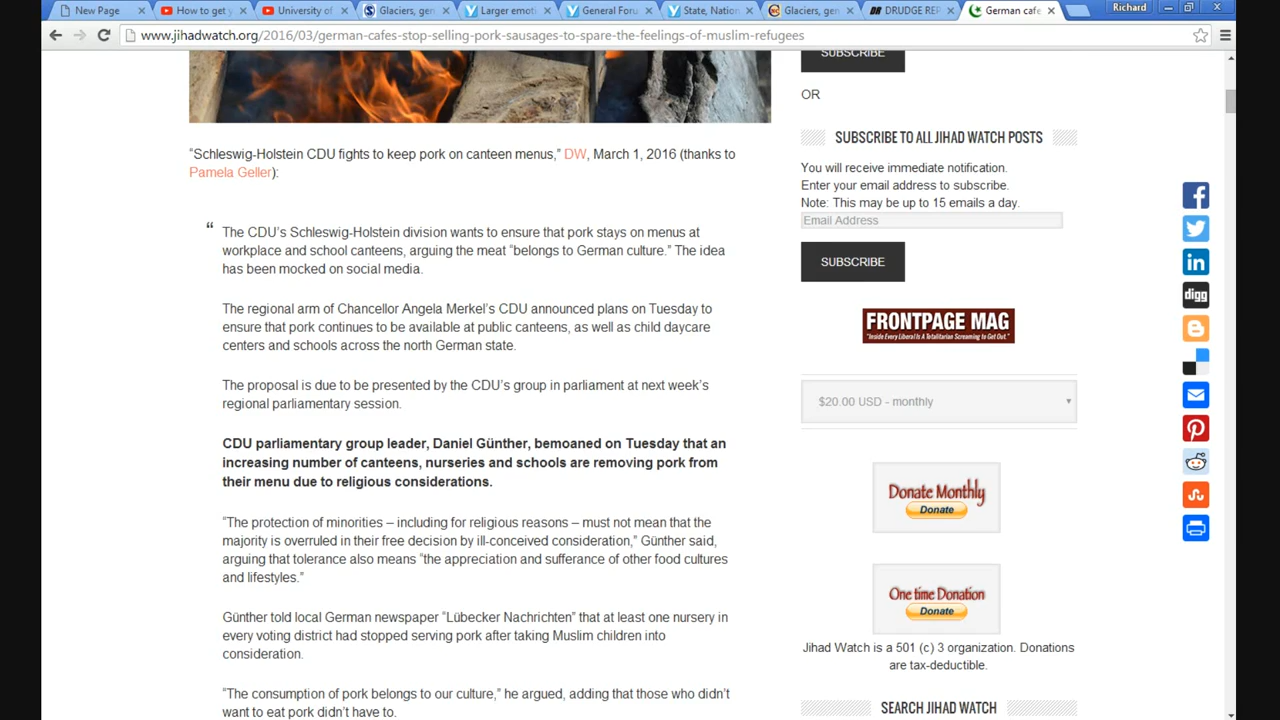 New Page
How to get y
University of
Glaciers, gen
Larger emoti
General Foru
State, Nation
Glaciers, gen
DRUDGE REP
German cafe
Richard
www.jihadwatch.org/2016/03/german-cafes-stop-selling-pork-sausages-to-spare-the-feelings-of-muslim-refugees
"Schleswig-Holstein CDU fights to keep pork on canteen menus," DW, March 1, 2016 (thanks to
Pamela Geller):
“
The CDU's Schleswig-Holstein division wants to ensure that pork stays on menus at
workplace and school canteens, arguing the meat "belongs to German culture." The idea
has been mocked on social media.
The regional arm of Chancellor Angela Merkel's CDU announced plans on Tuesday to
ensure that pork continues to be available at public canteens, as well as child daycare
centers and schools across the north German state.
The proposal is due to be presented by the CDU's group in parliament at next week's
regional parliamentary session.
CDU parliamentary group leader, Daniel Günther, bemoaned on Tuesday that an
increasing number of canteens, nurseries and schools are removing pork from
their menu due to religious considerations.
"The protection of minorities – including for religious reasons – must not mean that the
majority is overruled in their free decision by ill-conceived consideration," Günther said,
arguing that tolerance also means "the appreciation and sufferance of other food cultures
and lifestyles."
Günther told local German newspaper "Lübecker Nachrichten" that at least one nursery in
every voting district had stopped serving pork after taking Muslim children into
consideration.
"The consumption of pork belongs to our culture," he argued, adding that those who didn't
want to eat pork didn't have to.
SUBSCRIBE
OR
SUBSCRIBE TO ALL JIHAD WATCH POSTS
You will receive immediate notification.
Enter your email address to subscribe.
Note: This may be up to 15 emails a day.
Email Address
SUBSCRIBE
FRONTPAGE MAG
"Inside Every Liberal Is A Totalitarian Screaming to Get Out."
$20.00 USD - monthly
Donate Monthly
Donate
One time Donation
Donate
Jihad Watch is a 501 (c) 3 organization. Donations
are tax-deductible.
SEARCH JIHAD WATCH
digg